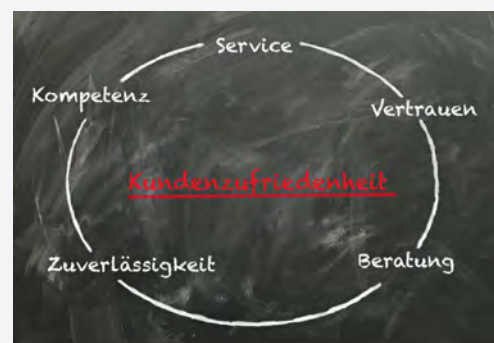 Service
Kompetenz
Vertrauen
Kundenzufriedenheit
Zuverlässigkeit
Beratung